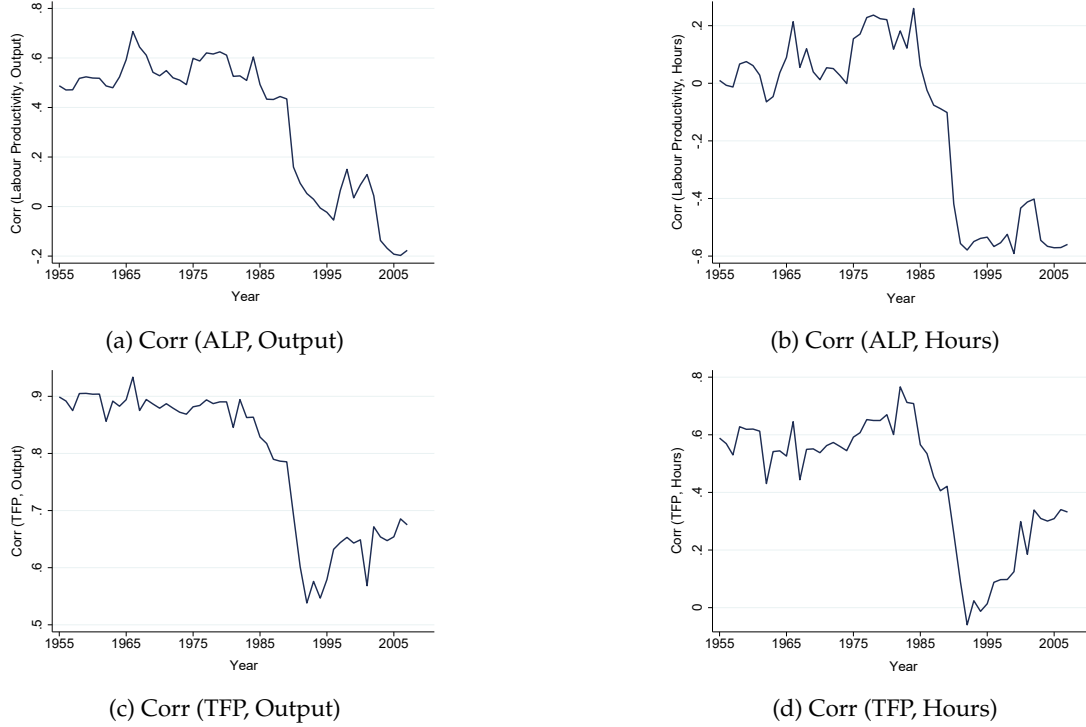 .8
.6
.4
.2
0
-.2
Corr (Labour Productivity, Output)
1955 1965 1975 1985 1995 2005
Year
(a) Corr (ALP, Output)
.2
0
-.2
-.4
-.6
Corr (Labour Productivity, Hours)
1955 1965 1975 1985 1995 2005
Year
(b) Corr (ALP, Hours)
.9
.8
.7
.6
.5
Corr (TFP, Output)
1955 1965 1975 1985 1995 2005
Year
(c) Corr (TFP, Output)
.8
.6
.4
.2
0
Corr (TFP, Hours)
1955 1965 1975 1985 1995 2005
Year
(d) Corr (TFP, Hours)